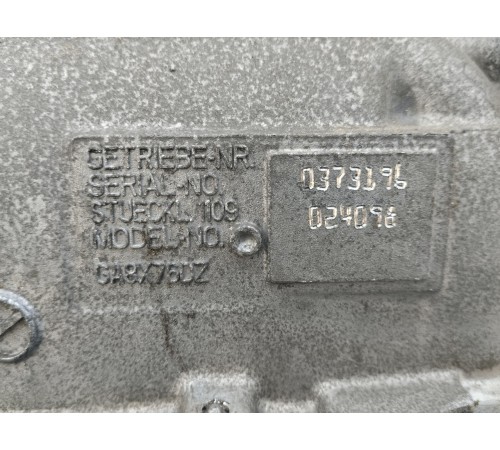 GETRIEBE-NR.
SERIAL-NO.
STUECKL/109
MODEL-NO.
GA8X76DZ
0373196
024096